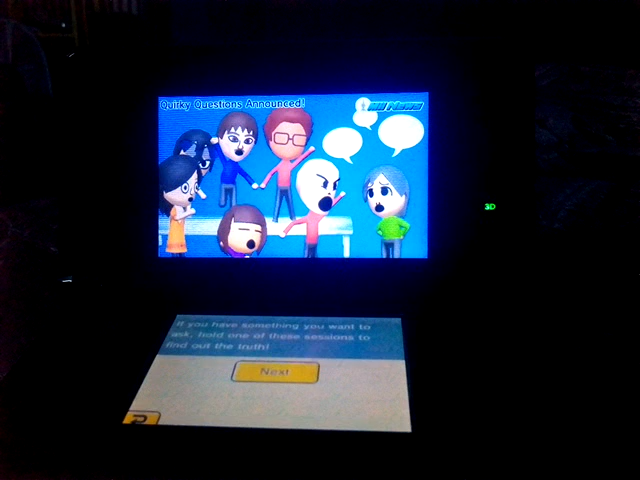 Quirky Questions Announced!
Mii News
3D
If you have something you want to
ask, hold one of these sessions to
find out the truth!
Next